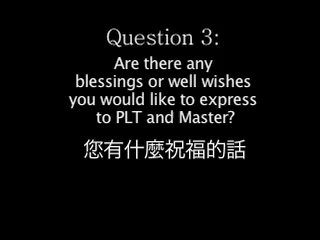 Question 3:
Are there any
blessings or well wishes
you would like to express
to PLT and Master?
您有什麼祝福的話